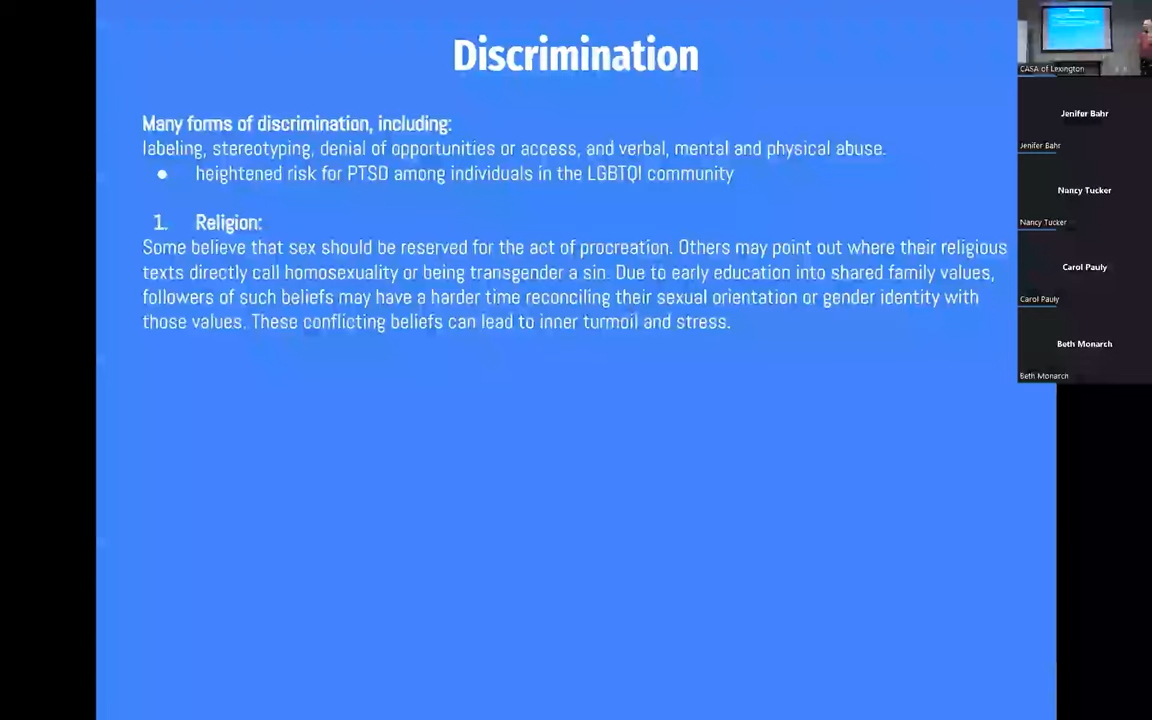 Discrimination
Many forms of discrimination, including:
labeling, stereotyping, denial of opportunities or access, and verbal, mental and physical abuse.
● heightened risk for PTSD among individuals in the LGBTQI community
1. Religion:
Some believe that sex should be reserved for the act of procreation. Others may point out where their religious
texts directly call homosexuality or being transgender a sin. Due to early education into shared family values,
followers of such beliefs may have a harder time reconciling their sexual orientation or gender identity with
those values. These conflicting beliefs can lead to inner turmoil and stress.
CASA of Lexington
Jenifer Bahr
Jenifer Bahr
Nancy Tucker
Nancy Tucker
Carol Pauly
Carol Pauly
Beth Monarch
Beth Monarch